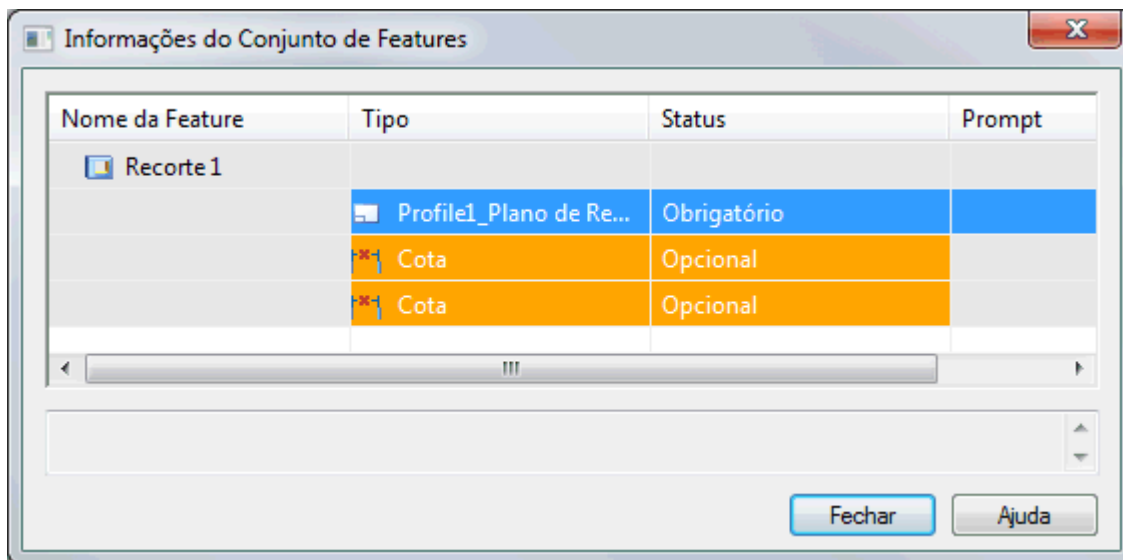 Informações do Conjunto de Features
Nome da Feature Tipo Status Prompt
Recorte 1
Profile1_Plano de Re... Obrigatório
Cota Opcional
Cota Opcional
Fechar Ajuda